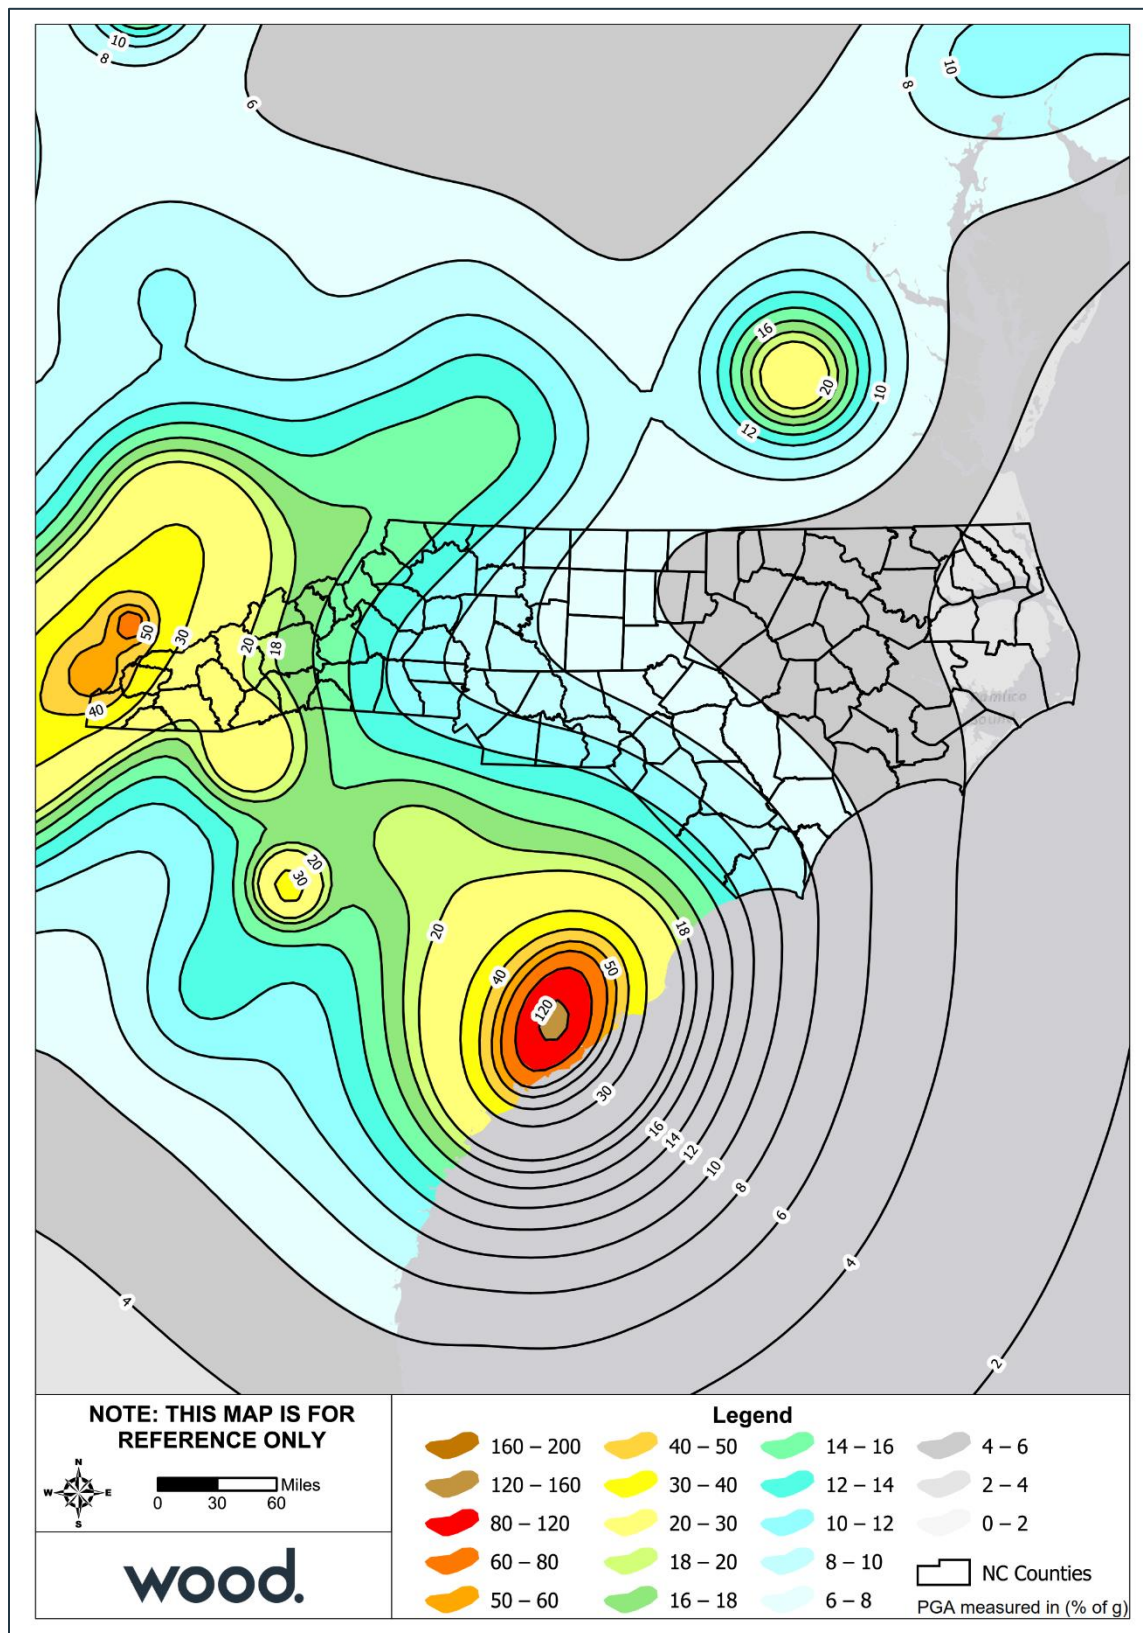 10
8
6
10
8
16
20
10
12
50
30
20
18
40
Pamlico
Sound
20
30
20
18
40
50
120
30
16
14
12
10
8
6
4
4
2
NOTE: THIS MAP IS FOR
REFERENCE ONLY
N
W E
S
Miles
0 30 60
wood.
Legend
160 – 200
120 – 160
80 – 120
60 – 80
50 – 60
40 – 50
30 – 40
20 – 30
18 – 20
16 – 18
14 – 16
12 – 14
10 – 12
8 – 10
6 – 8
4 – 6
2 – 4
0 – 2
NC Counties
PGA measured in (% of g)